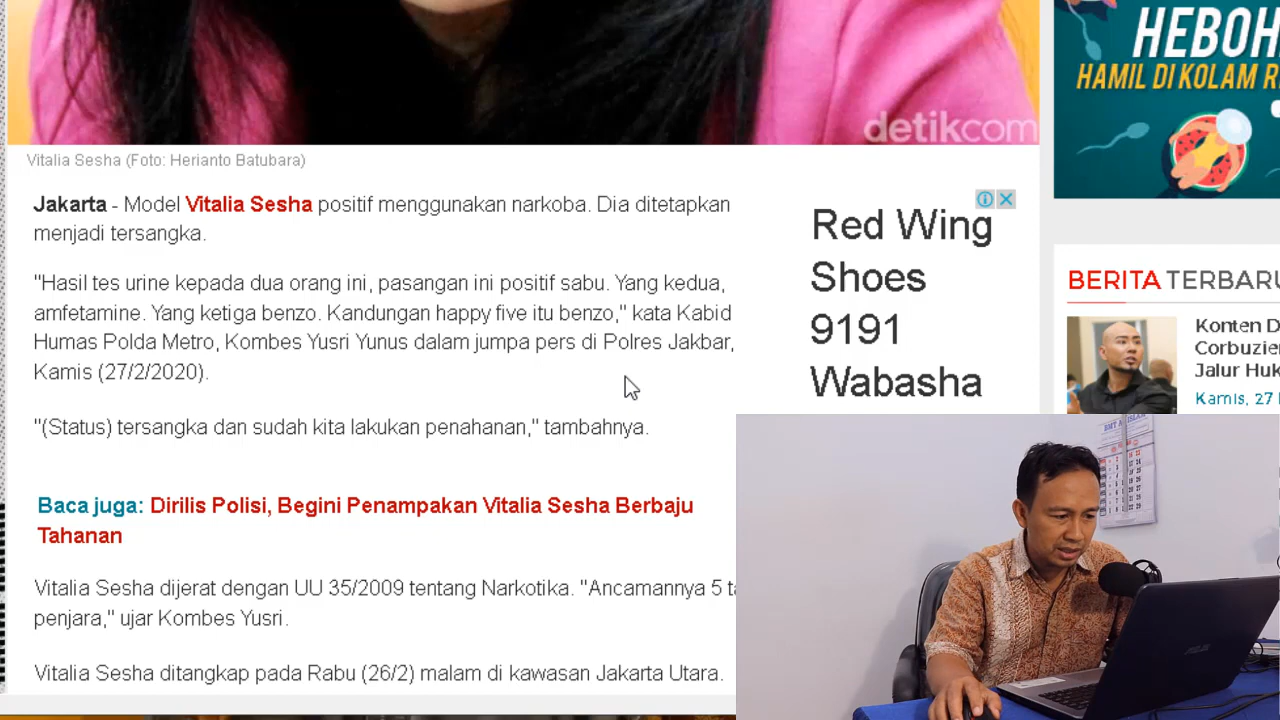 HEBOH
HAMIL DI KOLAM
detikcom
Vitalia Sesha (Foto: Herianto Batubara)
Jakarta - Model Vitalia Sesha positif menggunakan narkoba. Dia ditetapkan
menjadi tersangka.
"Hasil tes urine kepada dua orang ini, pasangan ini positif sabu. Yang kedua,
amfetamine. Yang ketiga benzo. Kandungan happy five itu benzo," kata Kabid
Humas Polda Metro, Kombes Yusri Yunus dalam jumpa pers di Polres Jakbar,
Kamis (27/2/2020).
"(Status) tersangka dan sudah kita lakukan penahanan," tambahnya.
Baca juga: Dirilis Polisi, Begini Penampakan Vitalia Sesha Berbaju
Tahanan
Vitalia Sesha dijerat dengan UU 35/2009 tentang Narkotika. "Ancamannya 5
penjara," ujar Kombes Yusri.
Vitalia Sesha ditangkap pada Rabu (26/2) malam di kawasan Jakarta Utara.
Red Wing
Shoes
9191
Wabasha
BERITA TERBARU
Konten
Corbuzier
Jalur
Kamis, 27